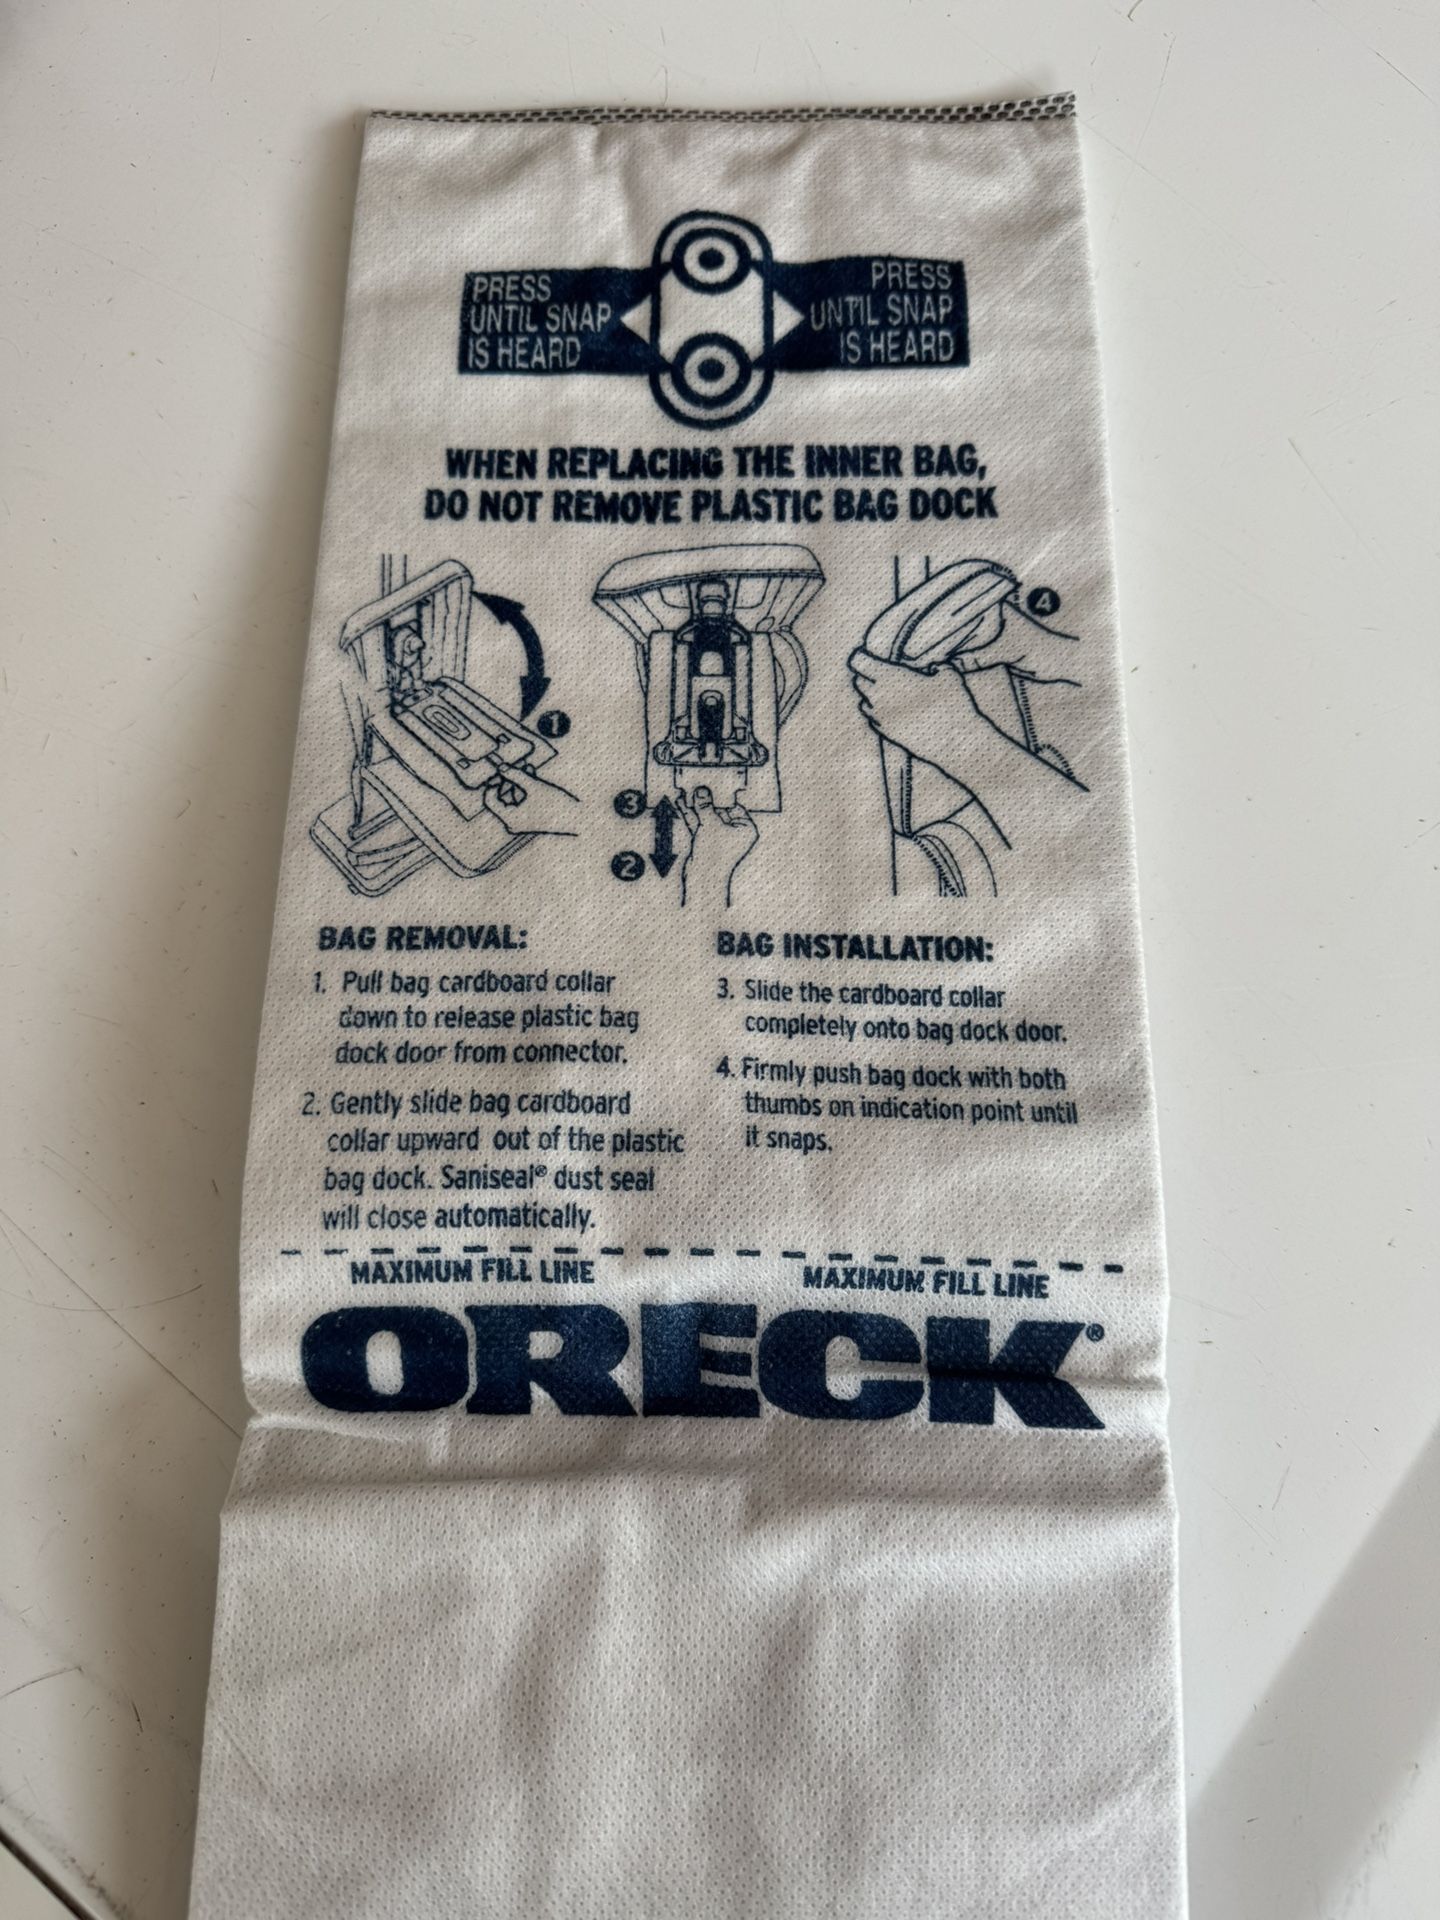 PRESS
UNTIL SNAP
IS HEARD
PRESS
UNTIL SNAP
IS HEARD
WHEN REPLACING THE INNER BAG,
DO NOT REMOVE PLASTIC BAG DOCK
1
3
2
4
BAG REMOVAL:
1. Pull bag cardboard collar
down to release plastic bag
dock door from connector.
2. Gently slide bag cardboard
collar upward out of the plastic
bag dock. Saniseal® dust seal
will close automatically.
BAG INSTALLATION:
3. Slide the cardboard collar
completely onto bag dock door.
4. Firmly push bag dock with both
thumbs on indication point until
it snaps.
MAXIMUM FILL LINE
MAXIMUM FILL LINE
ORECK®